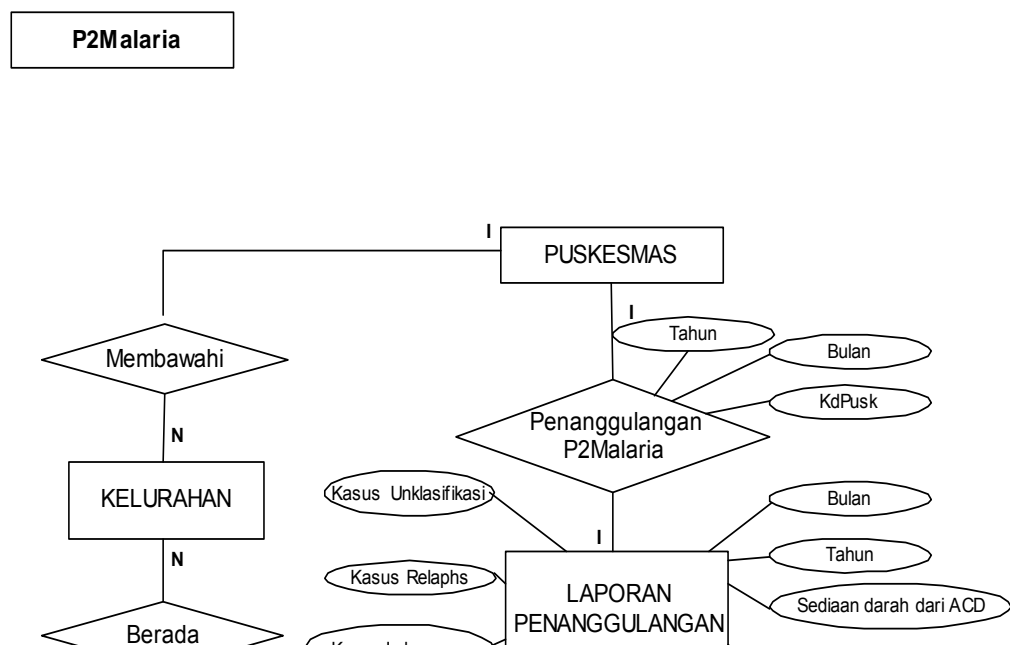 P2Malaria
I
PUSKESMAS
I
Tahun
Bulan
Membawahi
KdPusk
Penanggulangan
P2Malaria
N
KELURAHAN
Kasus Unklasifikasi
Bulan
I
N
Tahun
Kasus Relaphs
LAPORAN
PENANGGULANGAN
Sediaan darah dari ACD
Berada